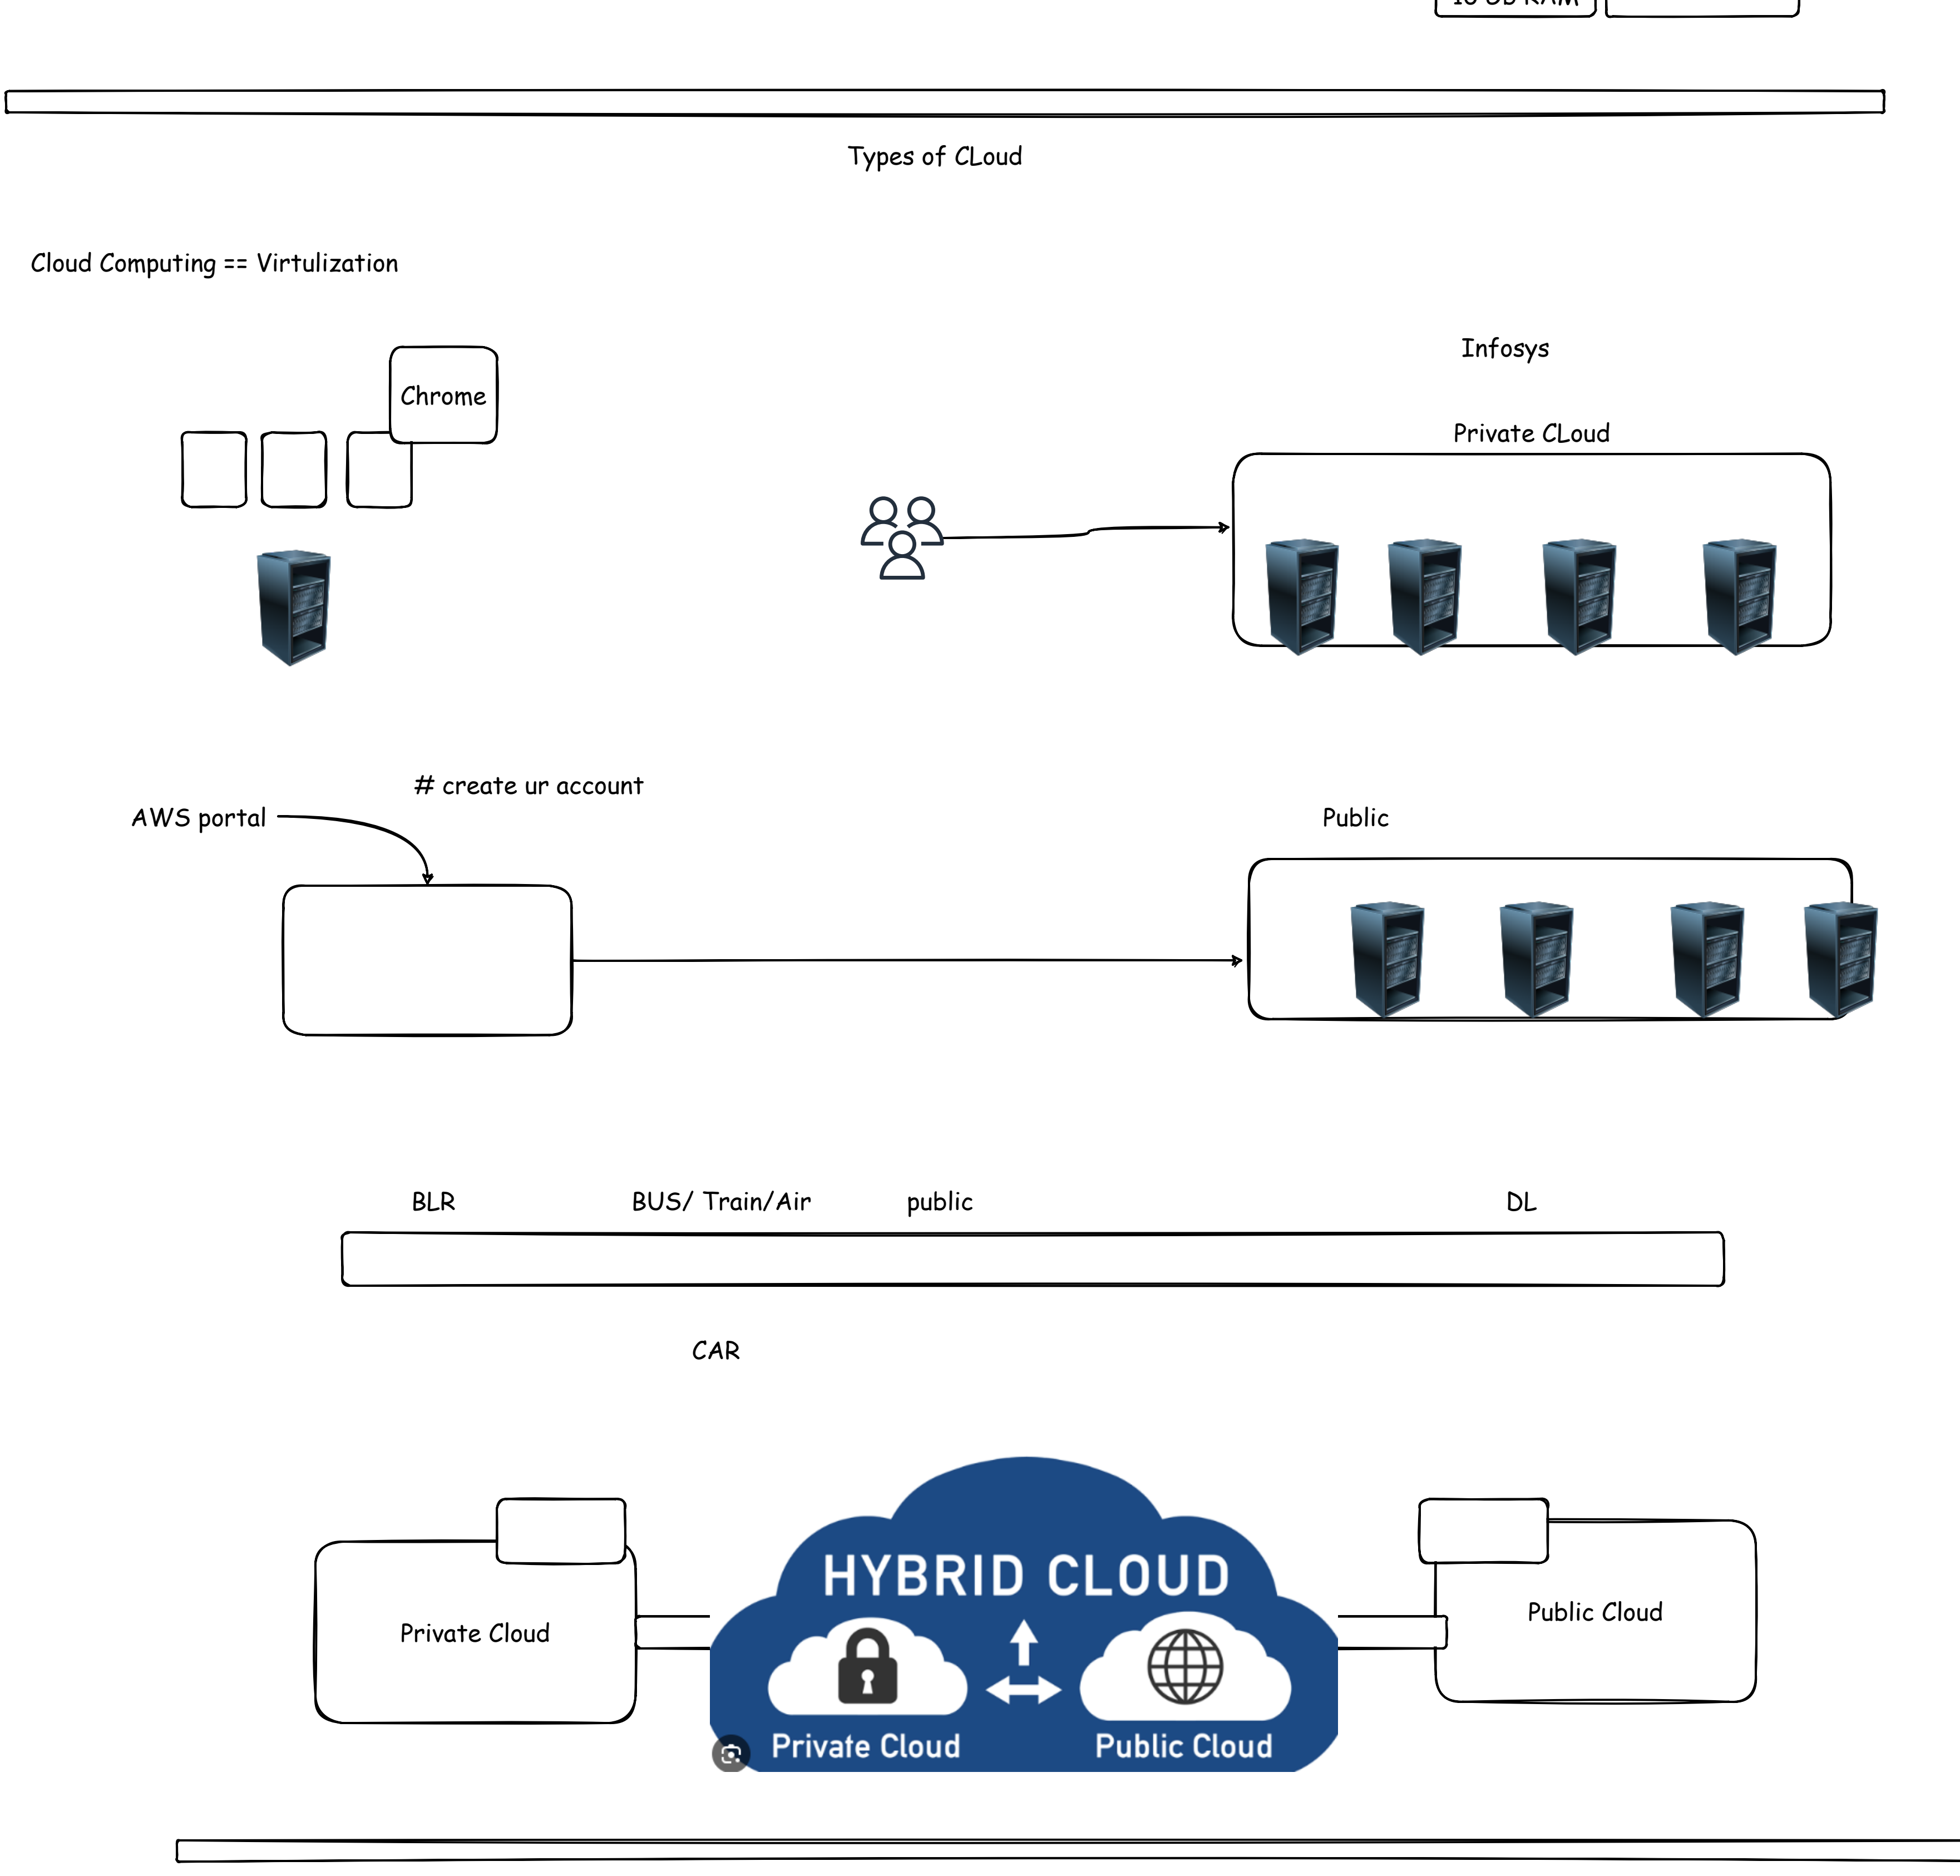 Types of CLoud
Cloud Computing == Virtulization
Infosys
Chrome
Private CLoud
# create ur account
AWS portal
Public
BLR
BUS/ Train/Air
public
DL
CAR
HYBRID CLOUD
Public Cloud
Private Cloud
Private Cloud
Public Cloud